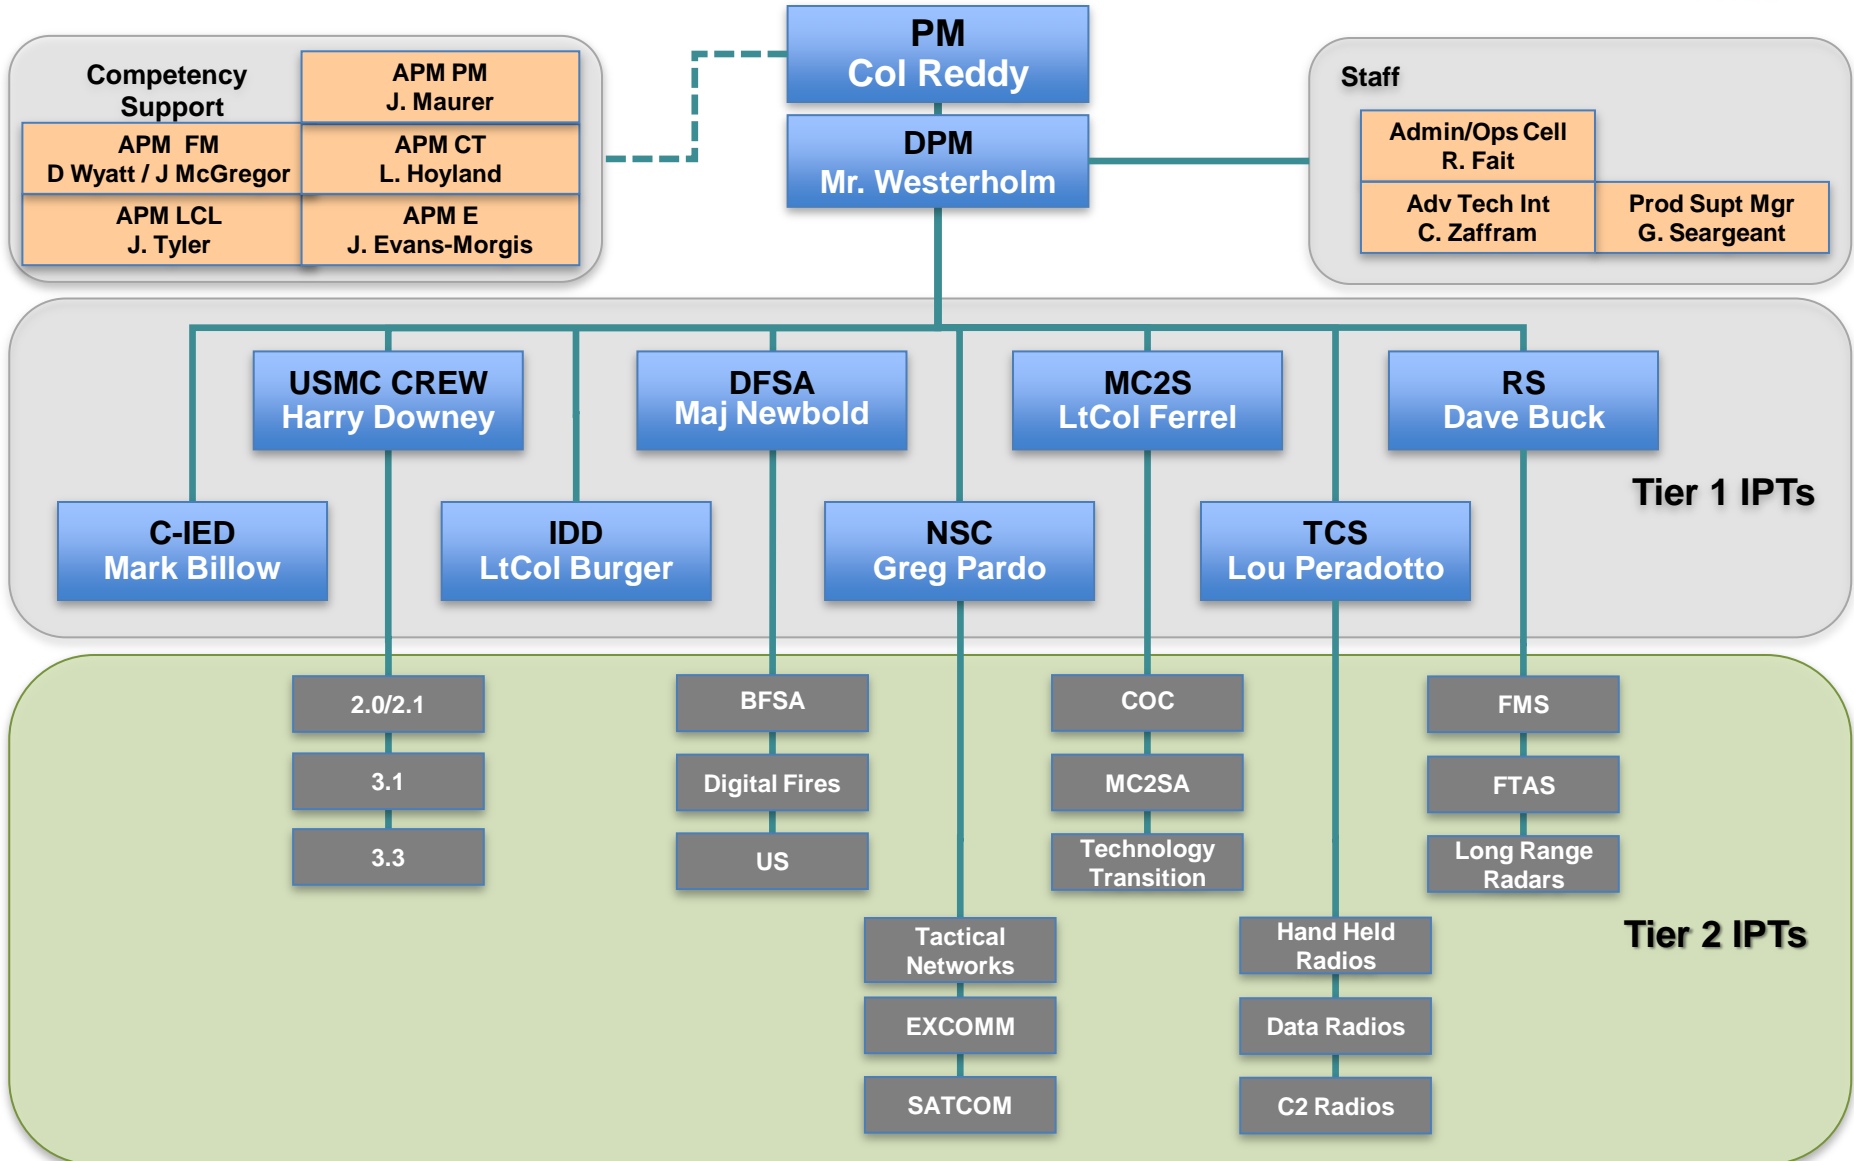 PM
Col Reddy
DPM
Mr. Westerholm
Competency
Support
APM PM
J. Maurer
APM  FM
D Wyatt / J McGregor
APM CT
L. Hoyland
APM LCL
J. Tyler
APM E
J. Evans-Morgis
Staff
Admin/Ops Cell
R. Fait
Adv Tech Int
C. Zaffram
Prod Supt Mgr
G. Seargeant
USMC CREW
Harry Downey
DFSA
Maj Newbold
MC2S
LtCol Ferrel
RS
Dave Buck
Tier 1 IPTs
C-IED
Mark Billow
IDD
LtCol Burger
NSC
Greg Pardo
TCS
Lou Peradotto
2.0/2.1
3.1
3.3
BFSA
Digital Fires
US
COC
MC2SA
Technology
Transition
FMS
FTAS
Long Range
Radars
Tier 2 IPTs
Tactical
Networks
EXCOMM
SATCOM
Hand Held
Radios
Data Radios
C2 Radios